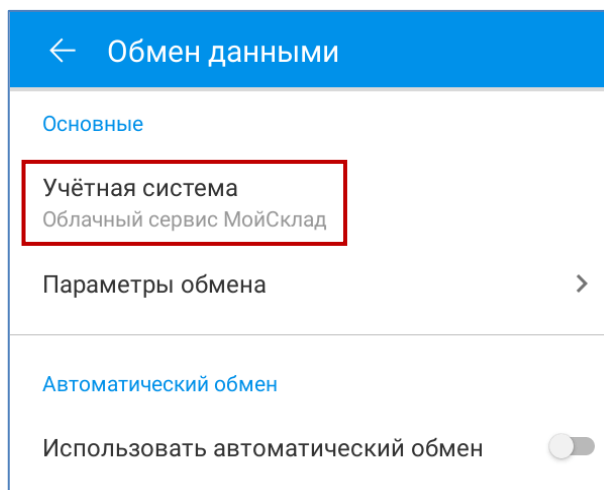 Обмен данными
Основные
Учётная система
Облачный сервис МойСклад
Параметры обмена
Автоматический обмен
Использовать автоматический обмен